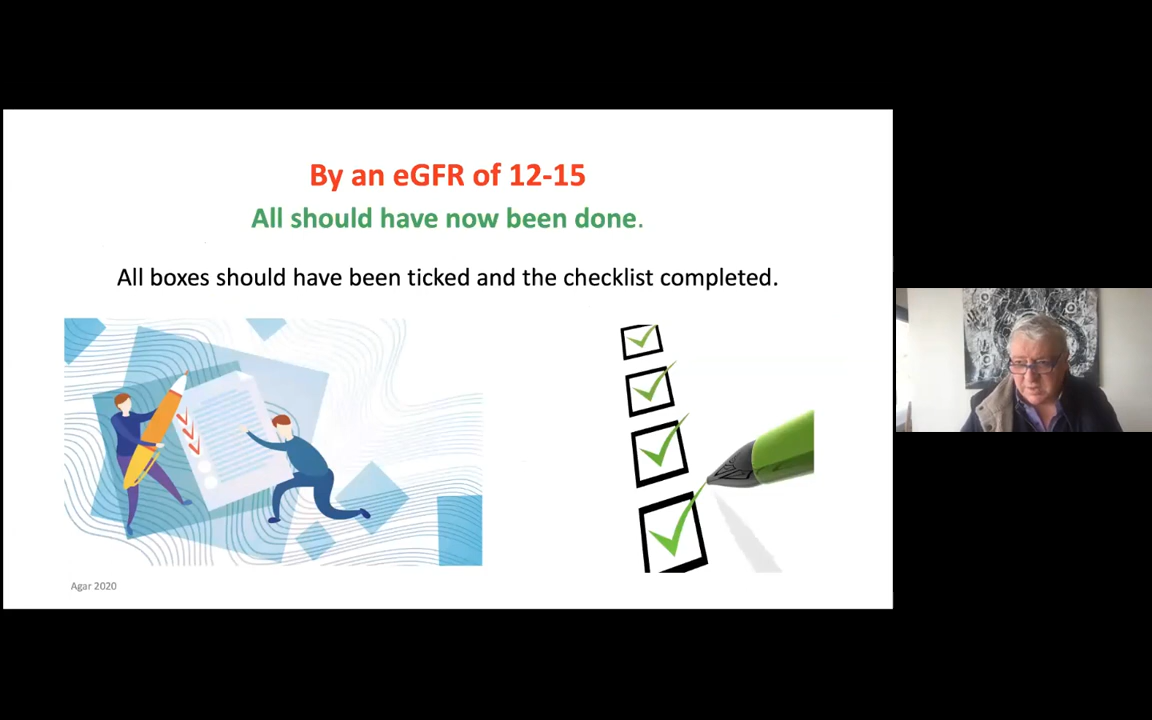 By an eGFR of 12-15
All should have now been done.
All boxes should have been ticked and the checklist completed.
Agar 2020